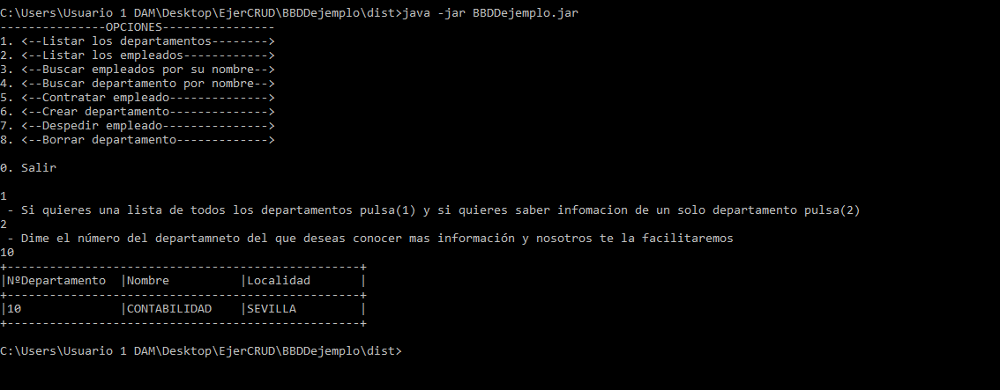 C:\Users\Usuario 1 DAM\Desktop\EjerCRUD\BBDDejemplo\dist>java -jar BBDDejemplo.jar
---------------OPCIONES----------------
1. <--Listar los departamentos-------->
2. <--Listar los empleados------------>
3. <--Buscar empleados por su nombre-->
4. <--Buscar departamento por nombre-->
5. <--Contratar empleado-------------->
6. <--Crear departamento-------------->
7. <--Despedir empleado--------------->
8. <--Borrar departamento------------->
0. Salir
1
- Si quieres una lista de todos los departamentos pulsa(1) y si quieres saber infomacion de un solo departamento pulsa(2)
2
- Dime el número del departamneto del que deseas conocer mas información y nosotros te la facilitaremos
10
+--------------------------------------------------+
|NºDepartamento  |Nombre          |Localidad       |
+--------------------------------------------------+
|10              |CONTABILIDAD    |SEVILLA         |
+--------------------------------------------------+
C:\Users\Usuario 1 DAM\Desktop\EjerCRUD\BBDDejemplo\dist>